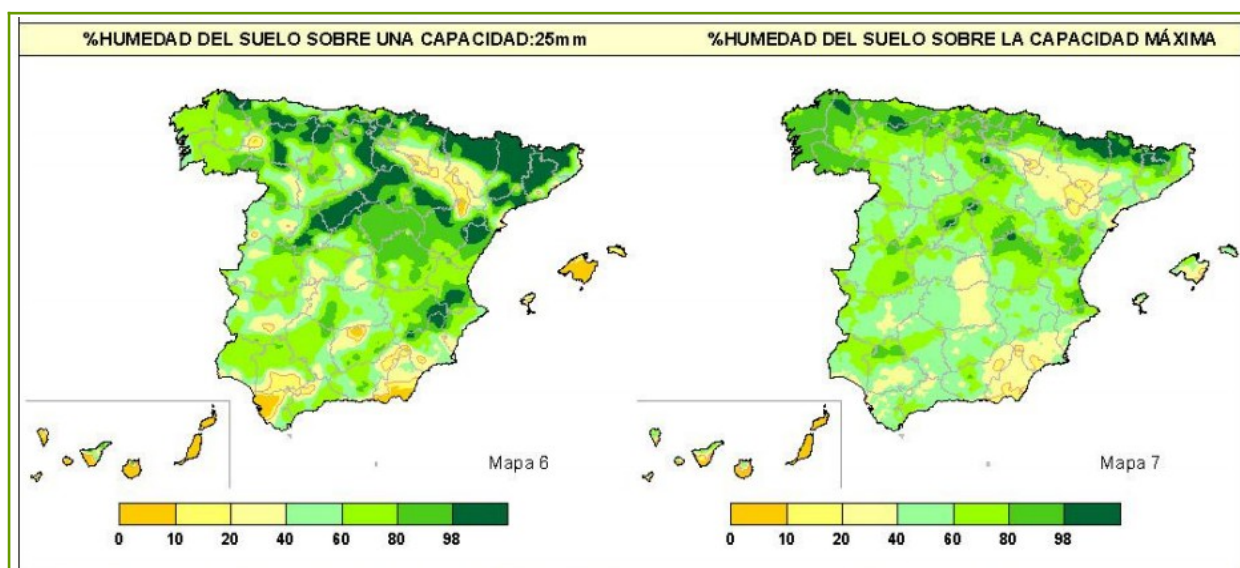 %HUMEDAD DEL SUELO SOBRE UNA CAPACIDAD:25mm
%HUMEDAD DEL SUELO SOBRE LA CAPACIDAD MÁXIMA
Mapa 6
Mapa 7
0 10 20 40 60 80 98
0 10 20 40 60 80 98